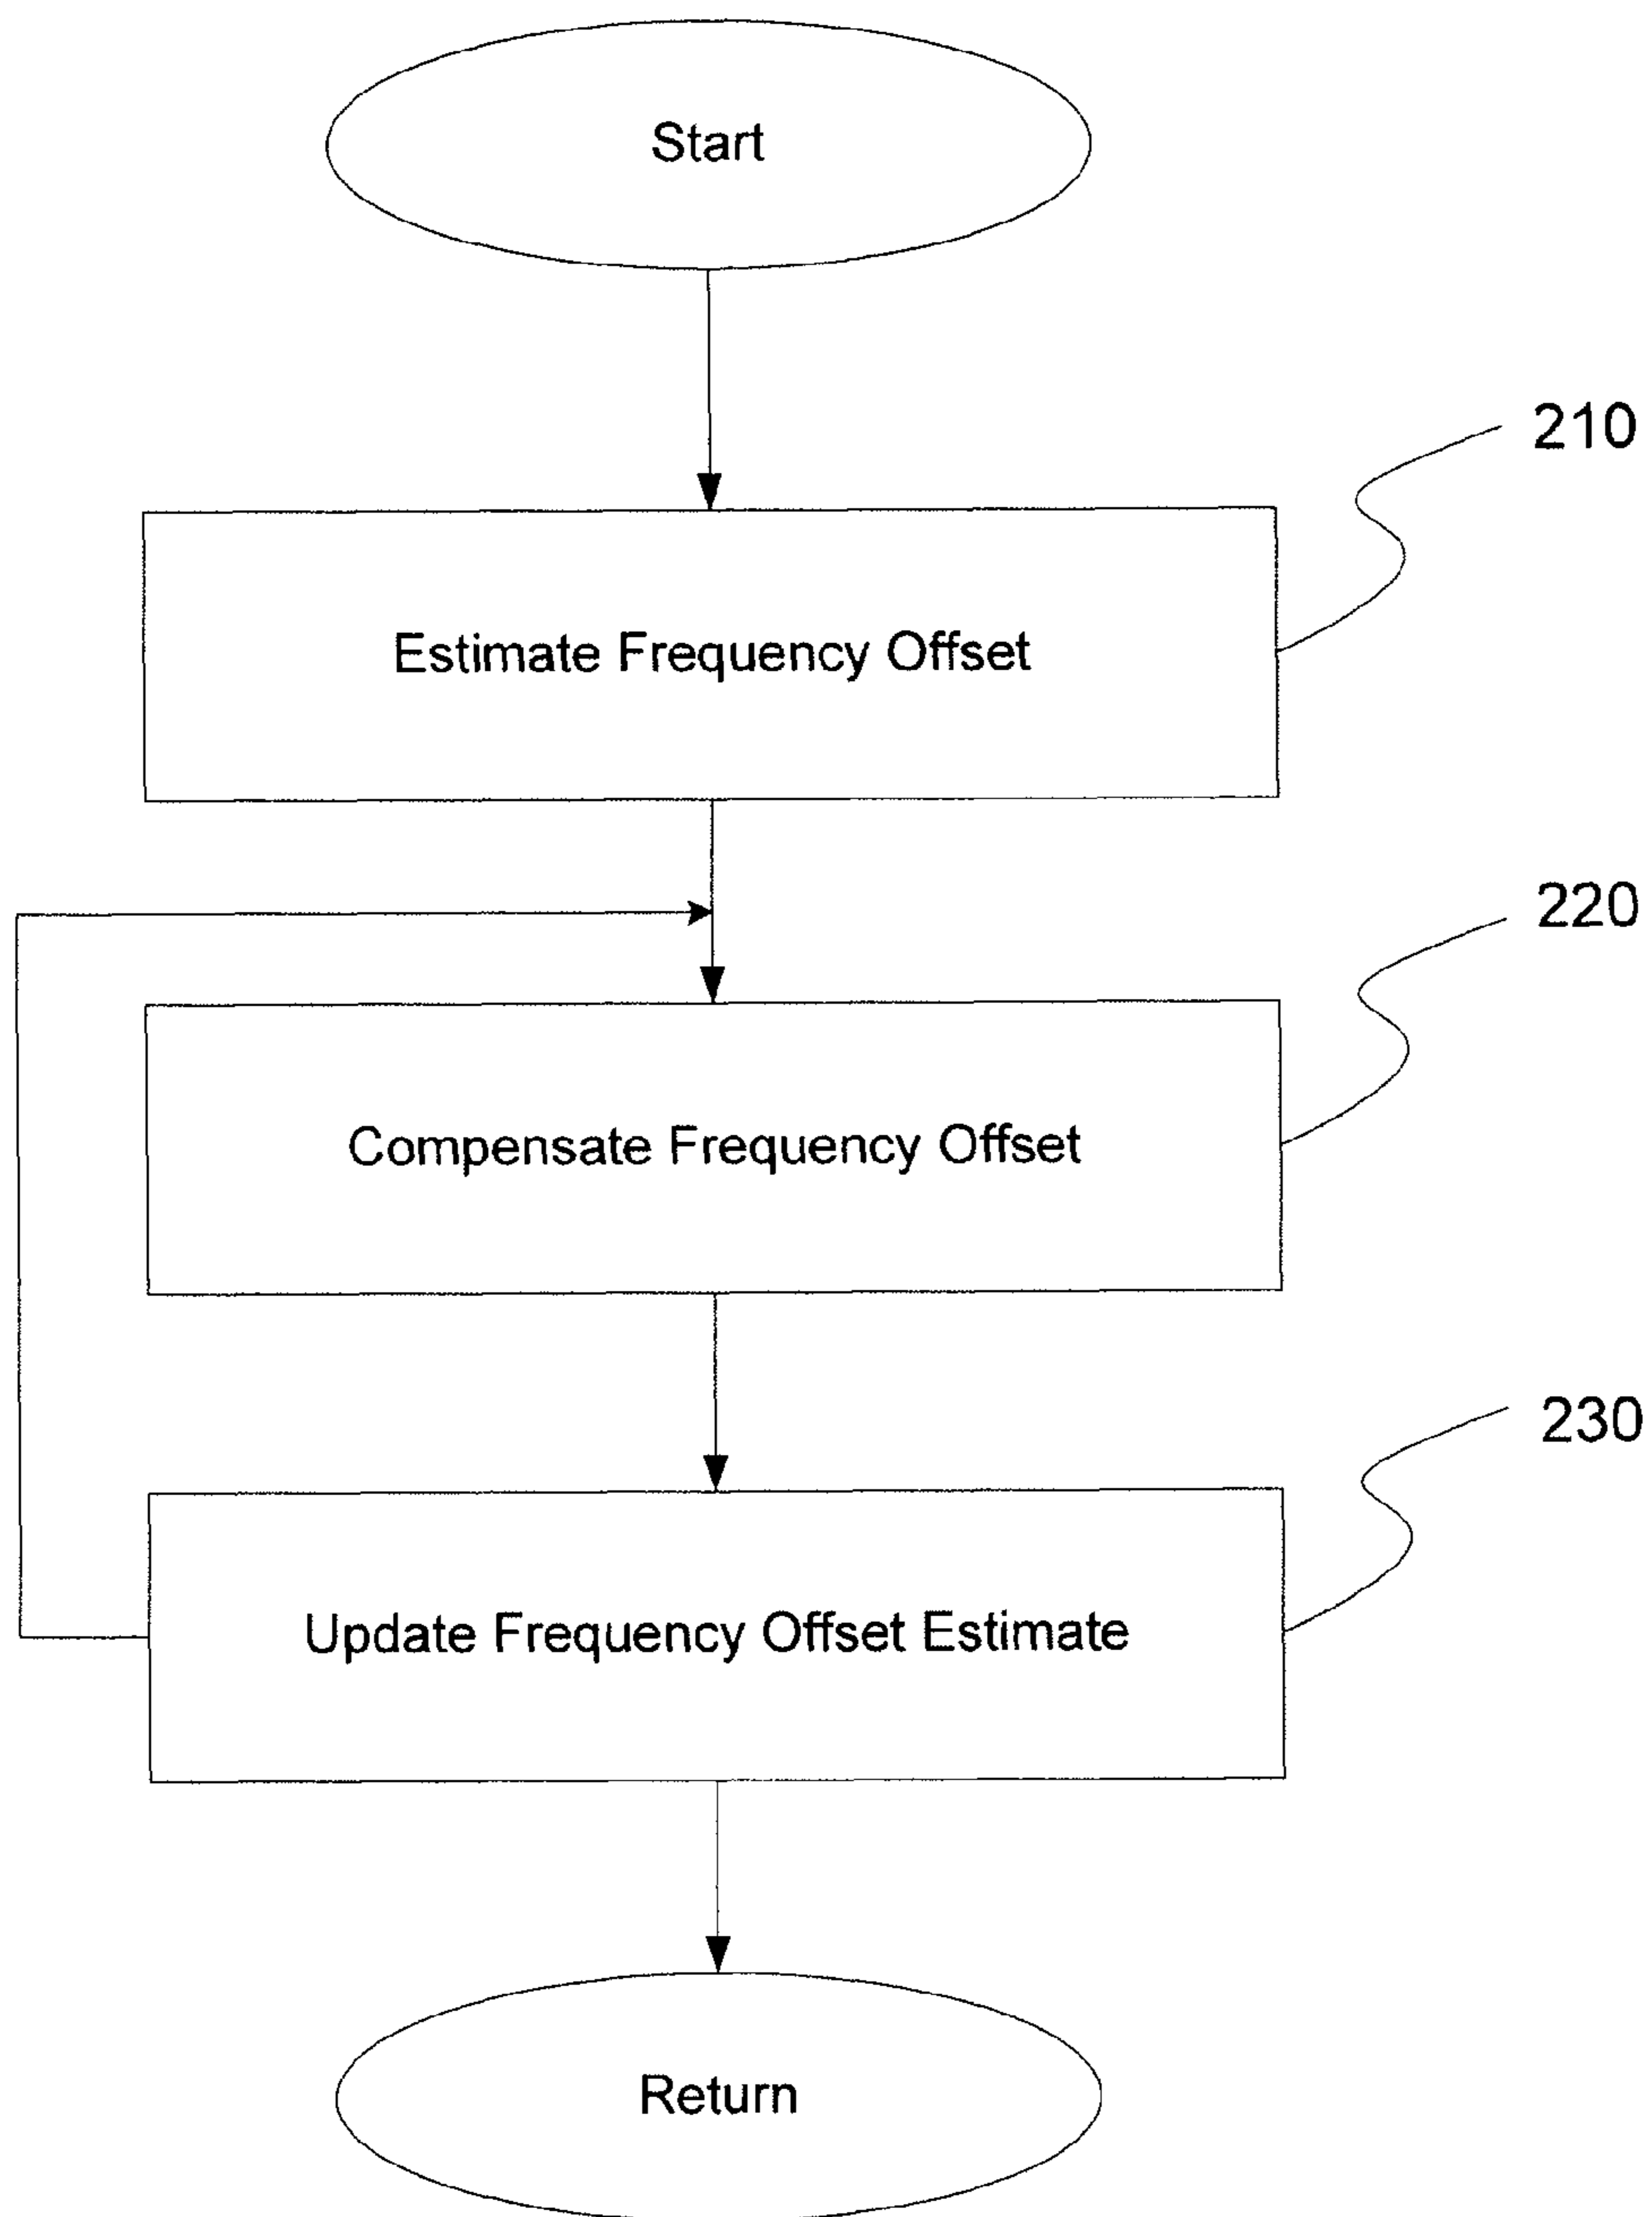 Start
210
Estimate Frequency Offset
220
Compensate Frequency Offset
230
Update Frequency Offset Estimate
Return